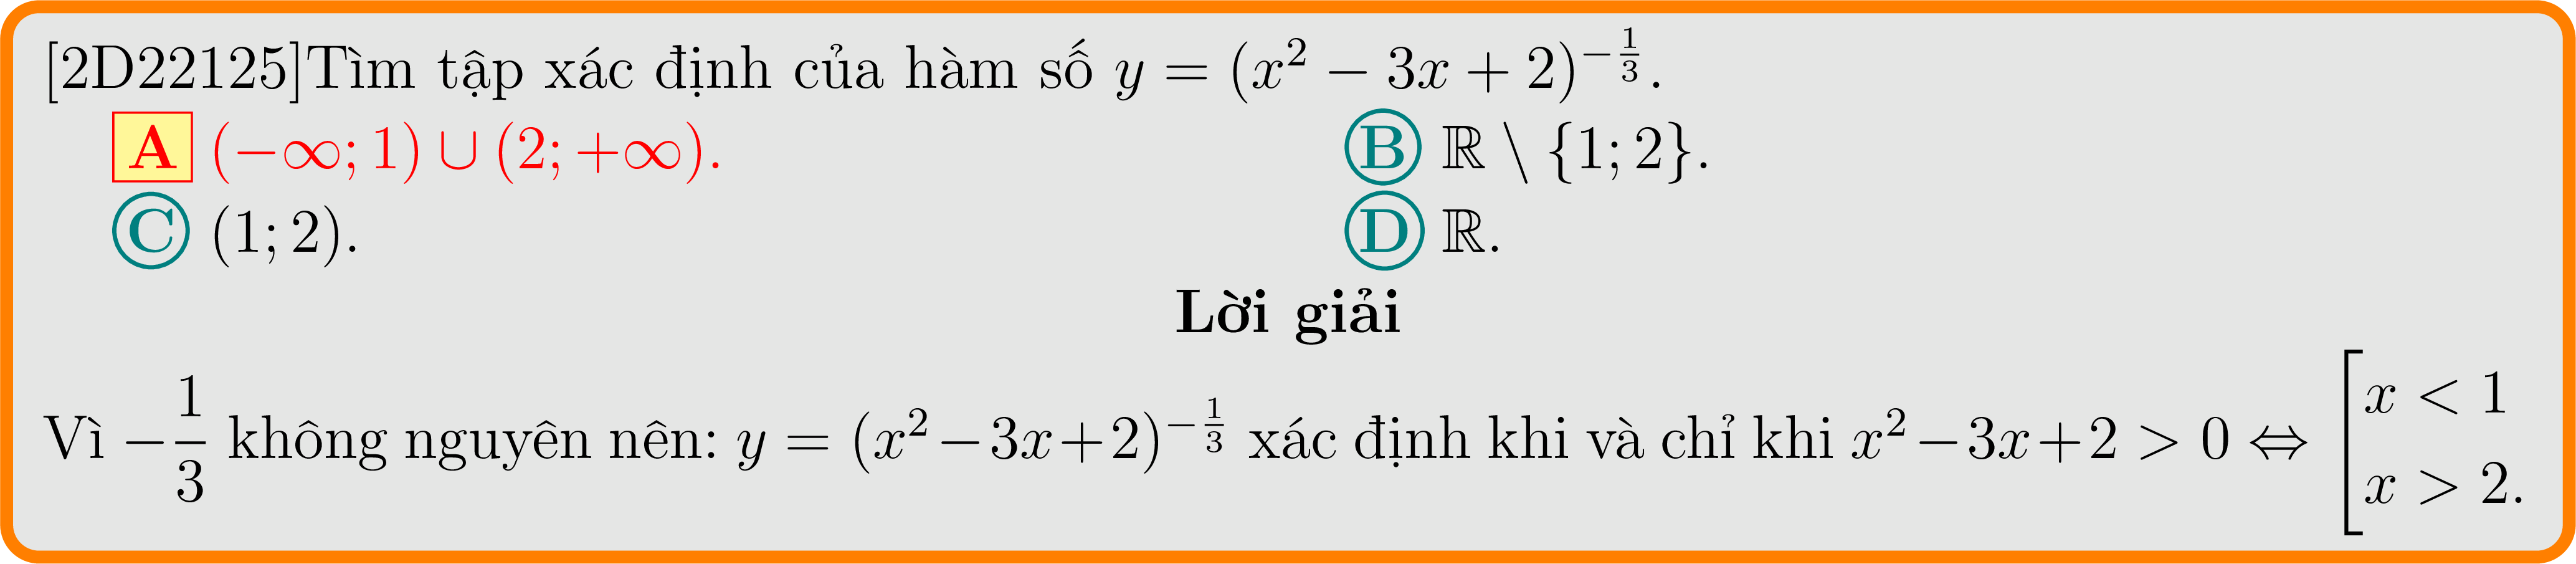 [2D22125]Tìm tập xác định của hàm số $y = (x^2 - 3x + 2)^{-\frac{1}{3}}$.
A $(-\infty; 1) \cup (2; +\infty)$. B $\mathbb{R} \setminus \{1; 2\}$.
C $(1; 2)$. D $\mathbb{R}$.
Lời giải
Vì $-\frac{1}{3}$ không nguyên nên: $y = (x^2 - 3x + 2)^{-\frac{1}{3}}$ xác định khi và chỉ khi $x^2 - 3x + 2 > 0 \Leftrightarrow \left[\begin{array}{l} x < 1 \\ x > 2. \end{array}\right.$